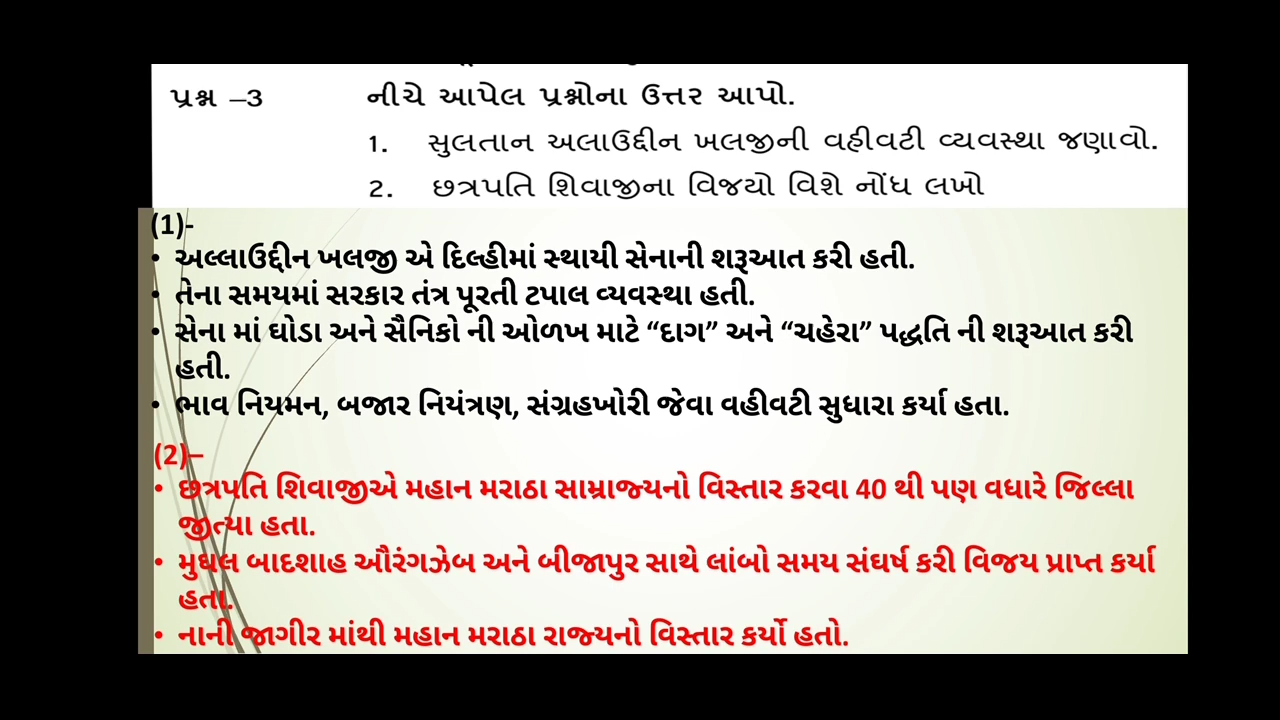 પ્રશ્ન –3 નીચે આપેલ પ્રશ્નોના ઉત્તર આપો.
1. સુલતાન અલાઉદ્દીન ખલજીની વહીવટી વ્યવસ્થા જણાવો.
2. છત્રપતિ શિવાજીના વિજયો વિશે નોંધ લખો
(1)-
• અલ્લાઉદ્દીન ખલજી એ દિલ્હીમાં સ્થાયી સેનાની શરૂઆત કરી હતી.
• તેના સમયમાં સરકાર તંત્ર પૂરતી ટપાલ વ્યવસ્થા હતી.
• સેના માં ઘોડા અને સૈનિકો ની ઓળખ માટે “દાગ” અને “ચહેરા” પદ્ધતિ ની શરૂઆત કરી
હતી.
• ભાવ નિયમન, બજાર નિયંત્રણ, સંગ્રહખોરી જેવા વહીવટી સુધારા કર્યા હતા.
(2)–
• છત્રપતિ શિવાજીએ મહાન મરાઠા સામ્રાજ્યનો વિસ્તાર કરવા 40 થી પણ વધારે જિલ્લા
જીત્યા હતા.
• મુઘલ બાદશાહ ઔરંગઝેબ અને બીજાપુર સાથે લાંબો સમય સંઘર્ષ કરી વિજય પ્રાપ્ત કર્યા
હતા.
• નાની જાગીર માંથી મહાન મરાઠા રાજ્યનો વિસ્તાર કર્યો હતો.